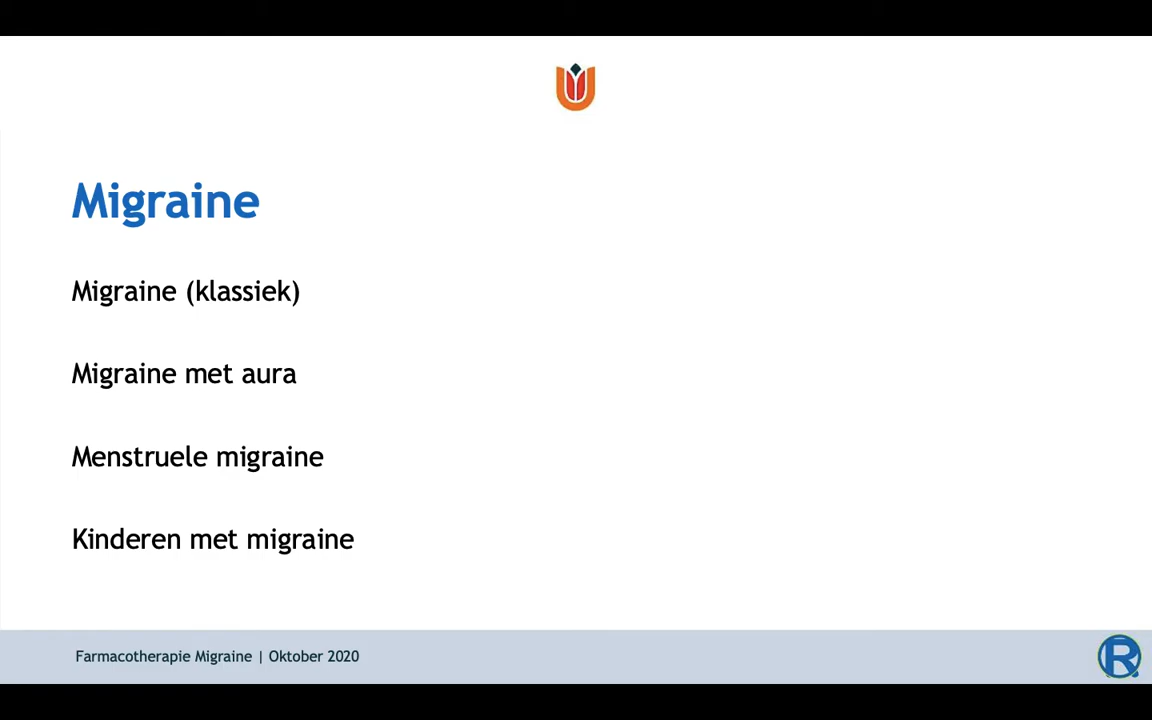 Migraine
Migraine (klassiek)
Migraine met aura
Menstruele migraine
Kinderen met migraine
Farmacotherapie Migraine | Oktober 2020
R